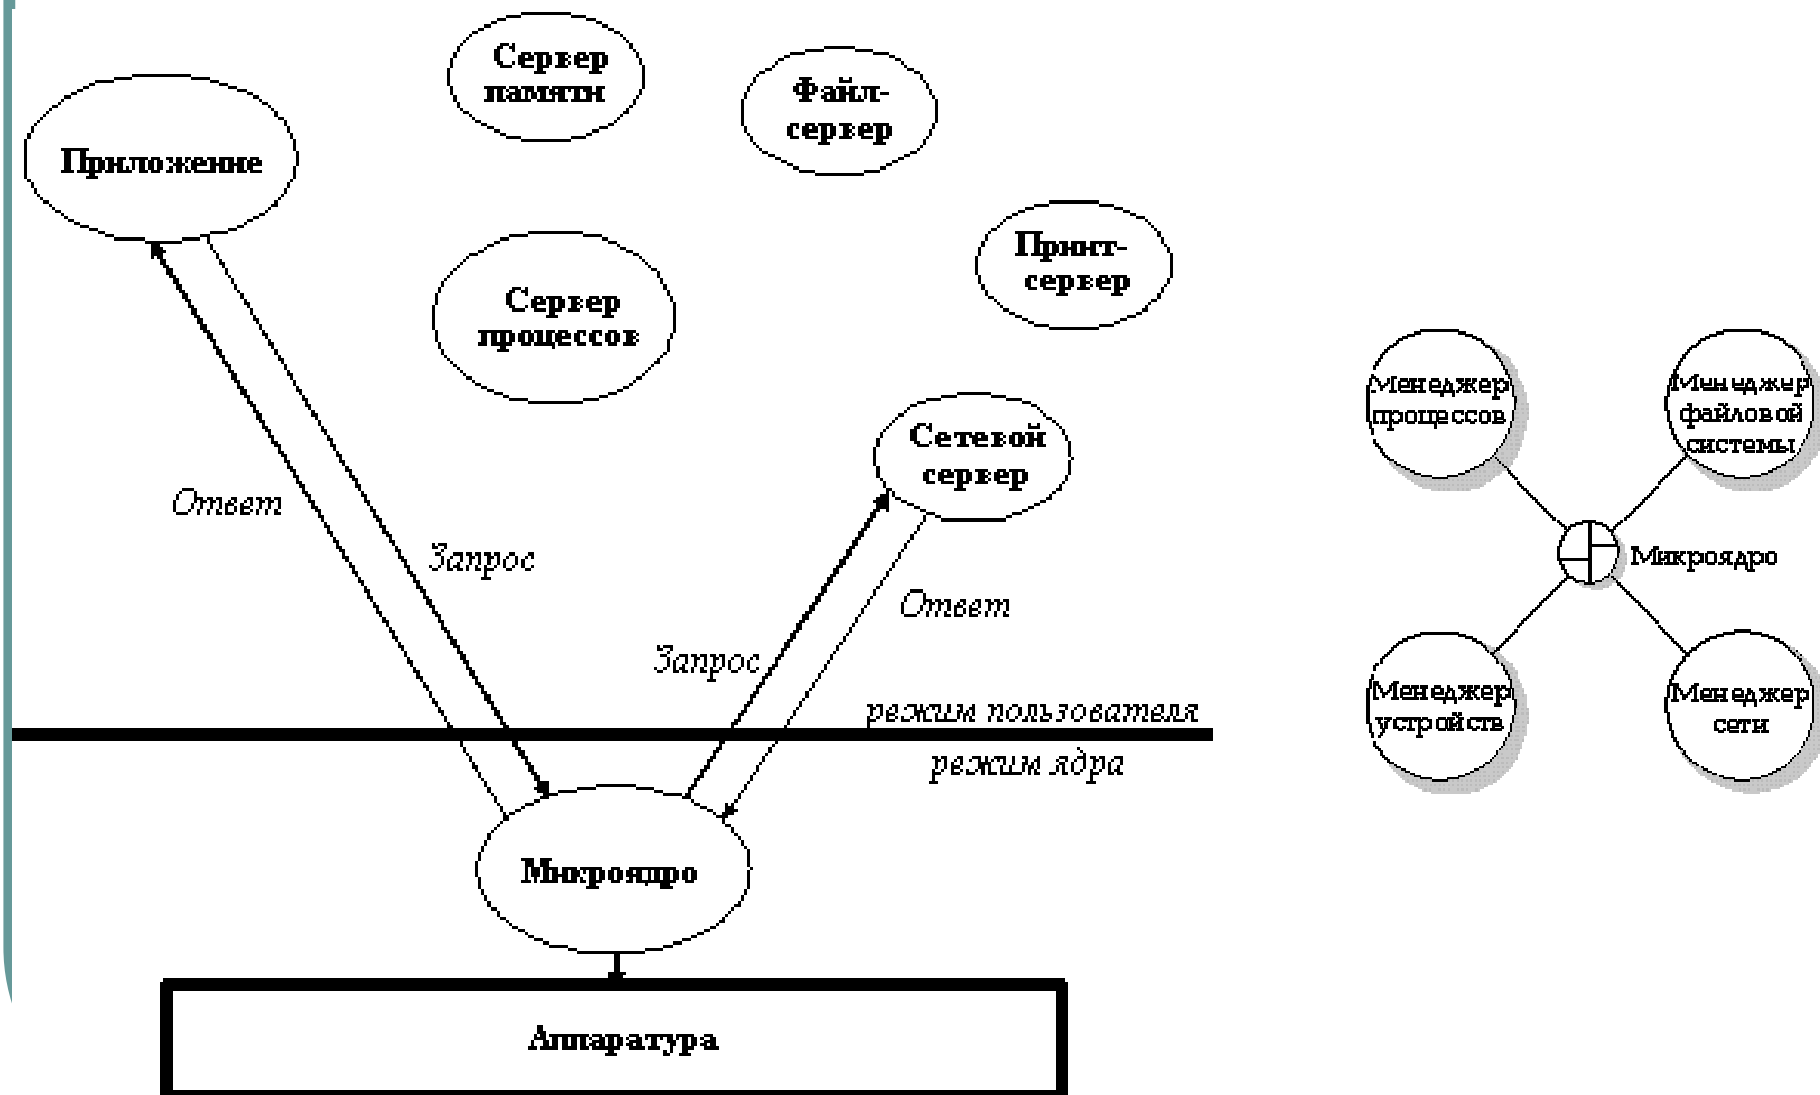 Сервер
памяти
Файл-
сервер
Приложение
Принт-
сервер
Сервер
процессов
Сетевой
сервер
Ответ
Запрос
Ответ
Запрос
режим пользователя
режим ядра
Микроядро
Аппаратура
Менеджер
процессов
Менеджер
файловой
системы
Микроядро
Менеджер
устройств
Менеджер
сети